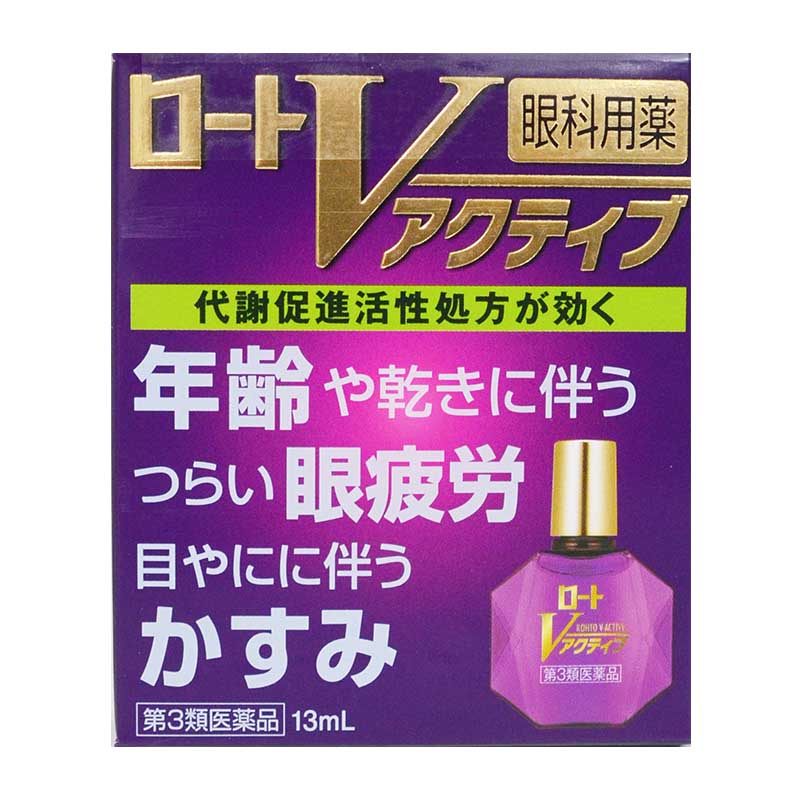 ロートV
眼科用薬
アクティブ
代謝促進活性処方が効く
年齢や乾きに伴う
つらい眼疲労
目やにに伴う
かすみ
第3類医薬品 13mL
ロート
V
ROHTO V ACTIVE
アクティブ
第3類医薬品